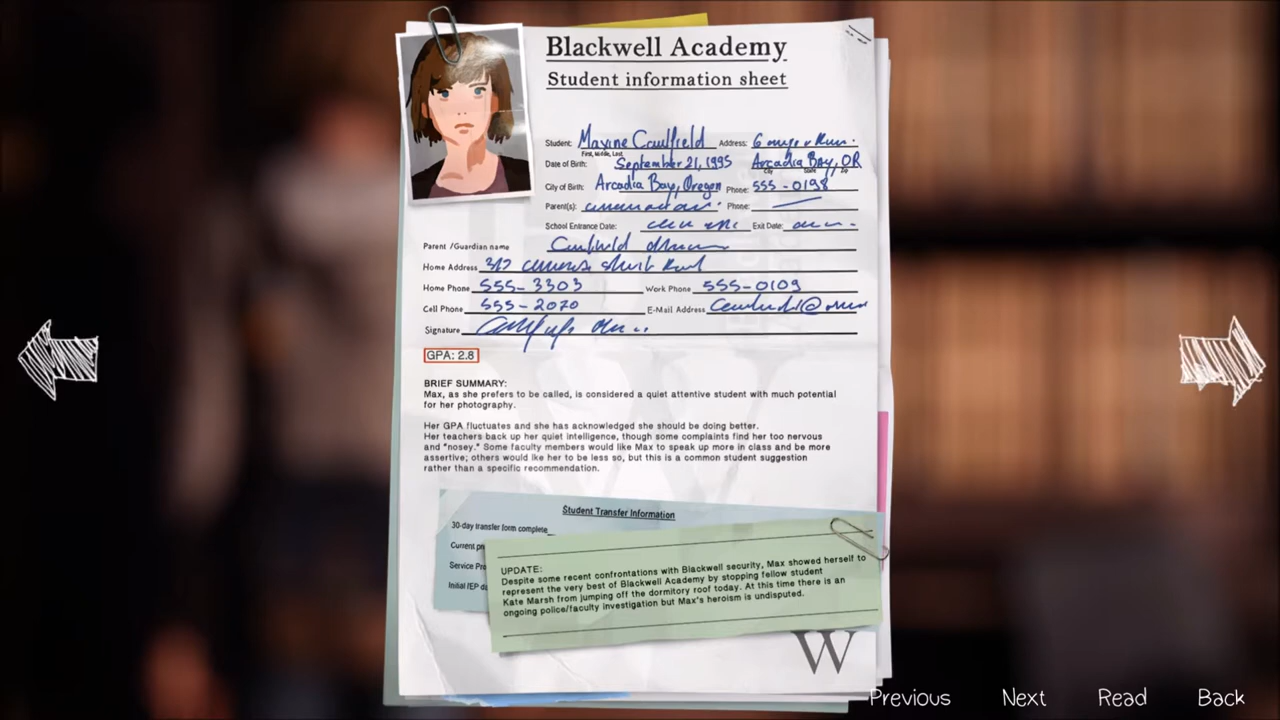 Blackwell Academy
Student information sheet
Student: Maxine Caulfield Address:
First, Middle, Last
Date of Birth: September 21, 1995 Arcadia Bay, OR
City State Zip
City of Birth: Arcadia Bay, Oregon Phone: 555-0198
Parent(s): Phone:
School Entrance Date: Exit Date:
Parent /Guardian name
Home Address
Home Phone 555-3303 Work Phone 555-0109
Cell Phone 555-2070 E-Mail Address
Signature
GPA: 2.8
BRIEF SUMMARY:
Max, as she prefers to be called, is considered a quiet attentive student with much potential
for her photography.
Her GPA fluctuates and she has acknowledged she should be doing better.
Her teachers back up her quiet intelligence, though some complaints find her too nervous
and "nosey." Some faculty members would like Max to speak up more in class and be more
assertive; others would ike her to be less so, but this is a common student suggestion
rather than a specific recommendation.
Student Transfer Information
30-day transfer form complete
Current pr
Service Pro
Initial IEP da
UPDATE:
Despite some recent confrontations with Blackwell security, Max showed herself to
represent the very best of Blackwell Academy by stopping fellow student
Kate Marsh from jumping off the dormitory roof today. At this time there is an
ongoing police/faculty investigation but Max's heroism is undisputed.
W
Previous Next Read Back